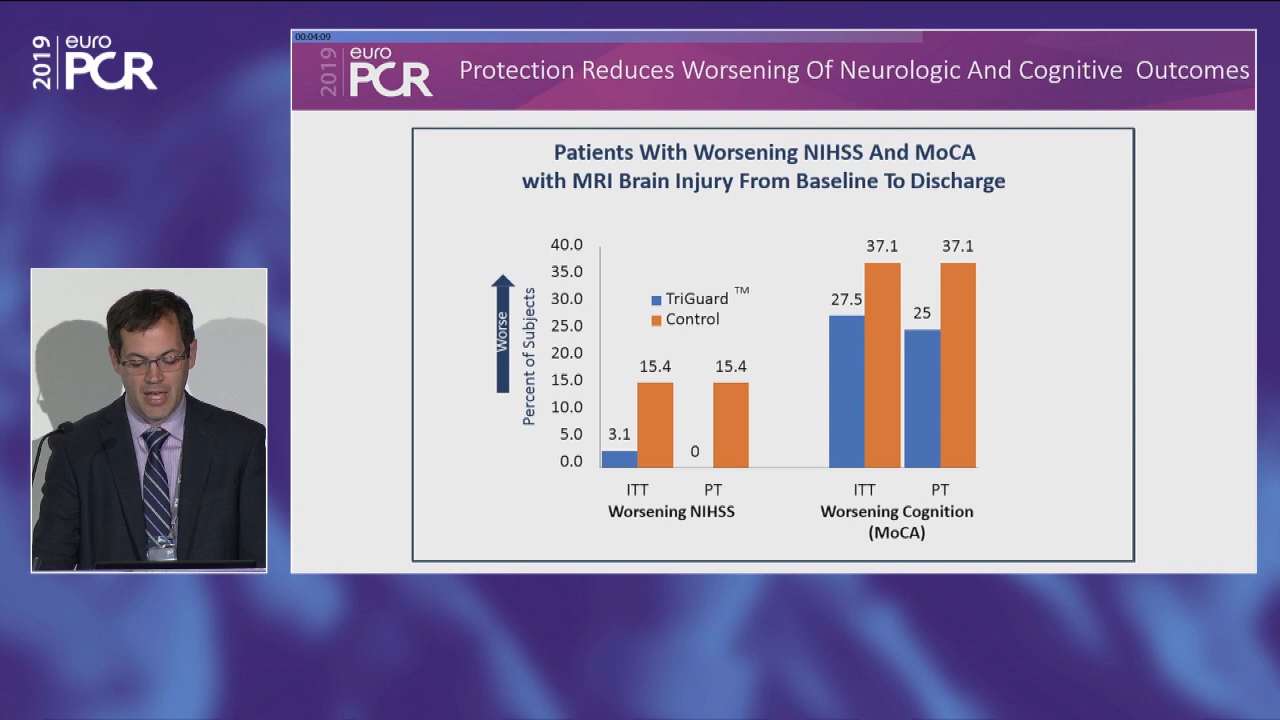 2019
euro
PCR
00:04:09
2019
euro
PCR
Protection Reduces Worsening Of Neurologic And Cognitive Outcomes
Patients With Worsening NIHSS And MoCA
with MRI Brain Injury From Baseline To Discharge
Worse
Percent of Subjects
40.0
35.0
30.0
25.0
20.0
15.0
10.0
5.0
0.0
TriGuard TM
Control
3.1
15.4
0
15.4
27.5
37.1
25
37.1
ITT
PT
ITT
PT
Worsening NIHSS
Worsening Cognition
(MoCA)